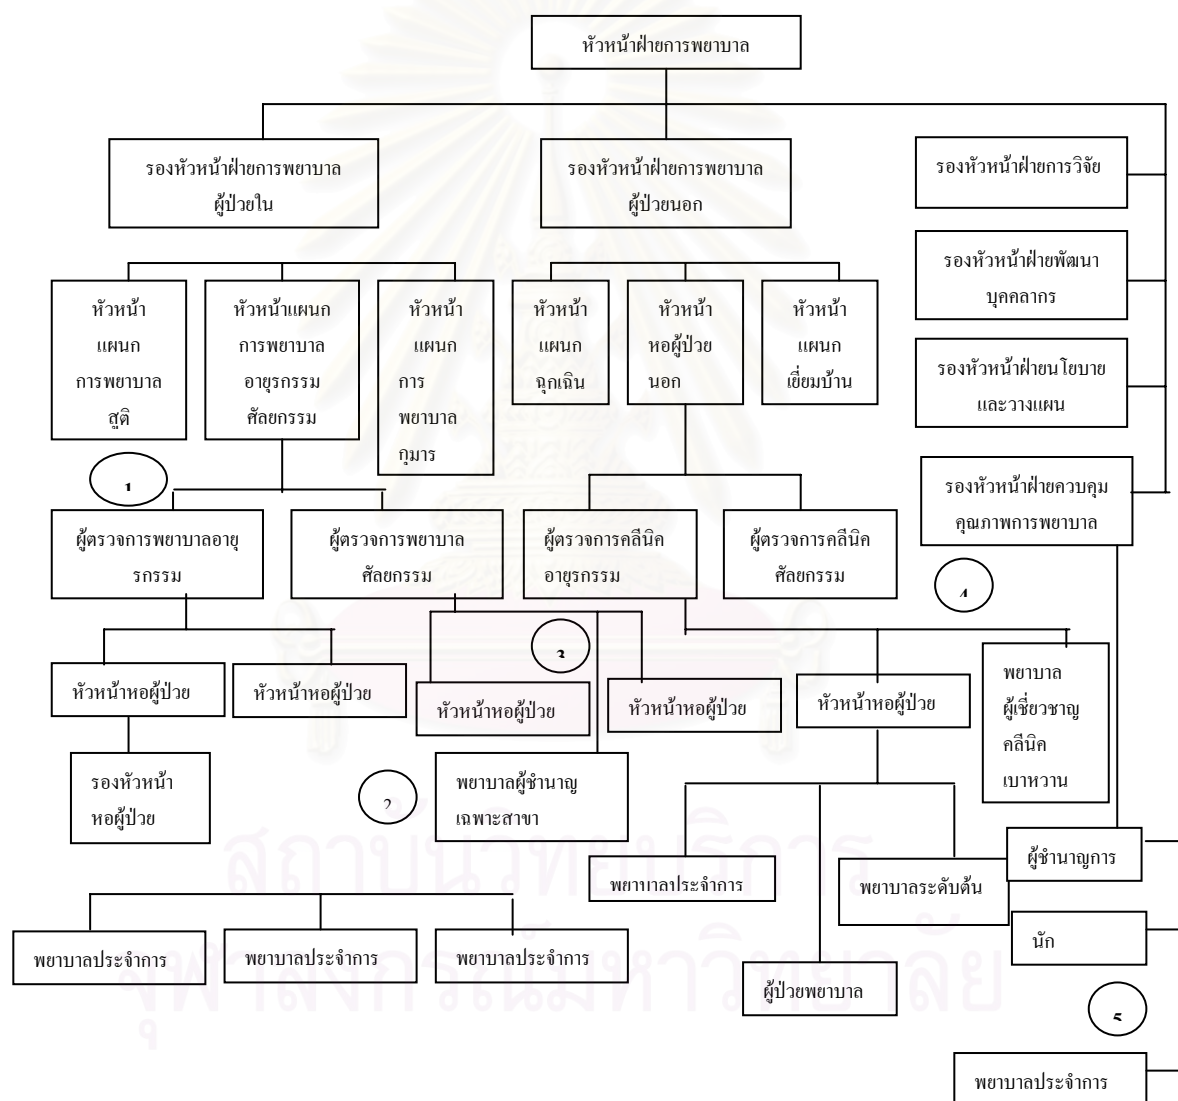 หัวหน้าฝ่ายการพยาบาล
รองหัวหน้าฝ่ายการพยาบาล
ผู้ป่วยใน
รองหัวหน้าฝ่ายการพยาบาล
ผู้ป่วยนอก
รองหัวหน้าฝ่ายการวิจัย
รองหัวหน้าฝ่ายพัฒนา
บุคคลากร
รองหัวหน้าฝ่ายนโยบาย
และวางแผน
รองหัวหน้าฝ่ายควบคุม
คุณภาพการพยาบาล
หัวหน้า
แผนก
การพยาบาล
สูติ
หัวหน้าแผนก
การพยาบาล
อายุรกรรม
ศัลยกรรม
หัวหน้า
แผนก
การ
พยาบาล
กุมาร
หัวหน้า
แผนก
ฉุกเฉิน
หัวหน้า
หอผู้ป่วย
นอก
หัวหน้า
แผนก
เยี่ยมบ้าน
1
ผู้ตรวจการพยาบาลอายุ
รกรรม
ผู้ตรวจการพยาบาล
ศัลยกรรม
ผู้ตรวจการคลีนิค
อายุรกรรม
ผู้ตรวจการคลีนิค
ศัลยกรรม
4
3
หัวหน้าหอผู้ป่วย
หัวหน้าหอผู้ป่วย
หัวหน้าหอผู้ป่วย
หัวหน้าหอผู้ป่วย
หัวหน้าหอผู้ป่วย
พยาบาล
ผู้เชี่ยวชาญ
คลีนิค
เบาหวาน
รองหัวหน้า
หอผู้ป่วย
2
พยาบาลผู้ชำนาญ
เฉพาะสาขา
พยาบาลประจำการ
พยาบาลระดับต้น
ผู้ชำนาญการ
นัก
พยาบาลประจำการ
พยาบาลประจำการ
พยาบาลประจำการ
ผู้ป่วยพยาบาล
5
พยาบาลประจำการ
สถาบันวิทยบริการ
จุฬาลงกรณ์มหาวิทยาลัย